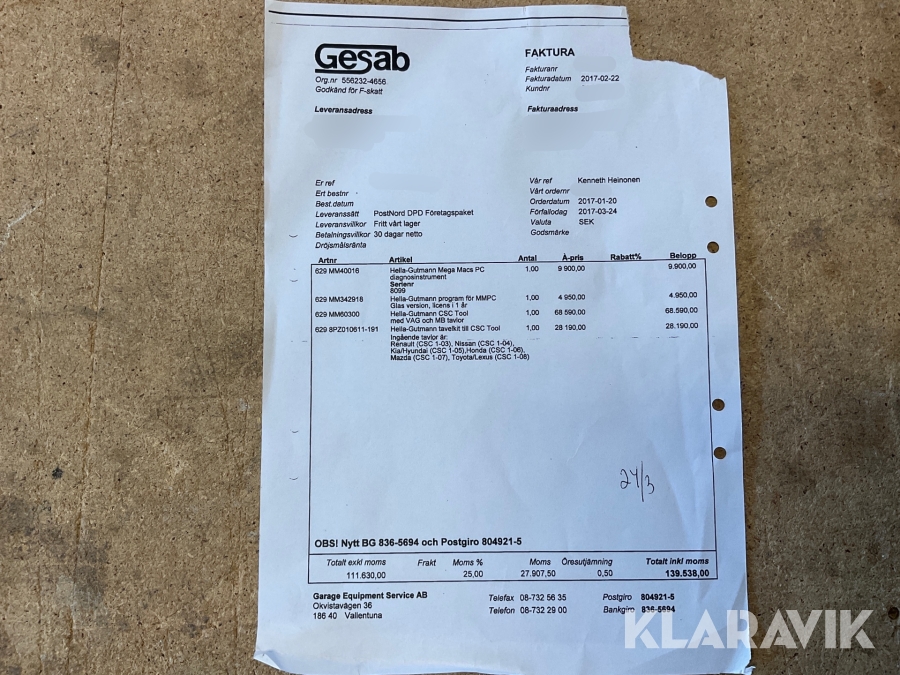 Gesab
Org.nr 556232-4656
Godkänd för F-skatt
FAKTURA
Fakturanr
Fakturadatum 2017-02-22
Kundnr
Leveransadress Fakturaadress
Er ref
Ert bestnr
Best.datum
Leveranssätt PostNord DPD Företagspaket
Leveransvillkor Fritt vårt lager
Betalningsvillkor 30 dagar netto
Dröjsmålsränta
Vår ref Kenneth Heinonen
Vårt ordernr
Orderdatum 2017-01-20
Förfallodag 2017-03-24
Valuta SEK
Godsmärke
Artnr Artikel Antal À-pris Rabatt% Belopp
629 MM40016 Hella-Gutmann Mega Macs PC 1,00 9 900,00 9.900,00
diagnosinstrument
Serienr
8099
629 MM342918 Hella-Gutmann program för MMPC 1,00 4 950,00 4.950,00
Glas version, licens i 1 år
629 MM60300 Hella-Gutmann CSC Tool 1,00 68 590,00 68.590,00
med VAG och MB tavlor
629 8PZ010611-191 Hella-Gutmann tavelkit till CSC Tool 1,00 28 190,00 28.190,00
Ingående tavlor är:
Renault (CSC 1-03), Nissan (CSC 1-04),
Kia/Hyundai (CSC 1-05),Honda (CSC 1-06),
Mazda (CSC 1-07), Toyota/Lexus (CSC 1-08)
24/3
OBS! Nytt BG 836-5694 och Postgiro 804921-5
Totalt exkl moms Frakt Moms % Moms Öresutjämning Totalt inkl moms
111.630,00 25,00 27.907,50 0,50 139.538,00
Garage Equipment Service AB
Okvistavägen 36
186 40 Vallentuna
Telefax 08-732 56 35
Telefon 08-732 29 00
Postgiro 804921-5
Bankgiro 836-5694
KLARAVIK